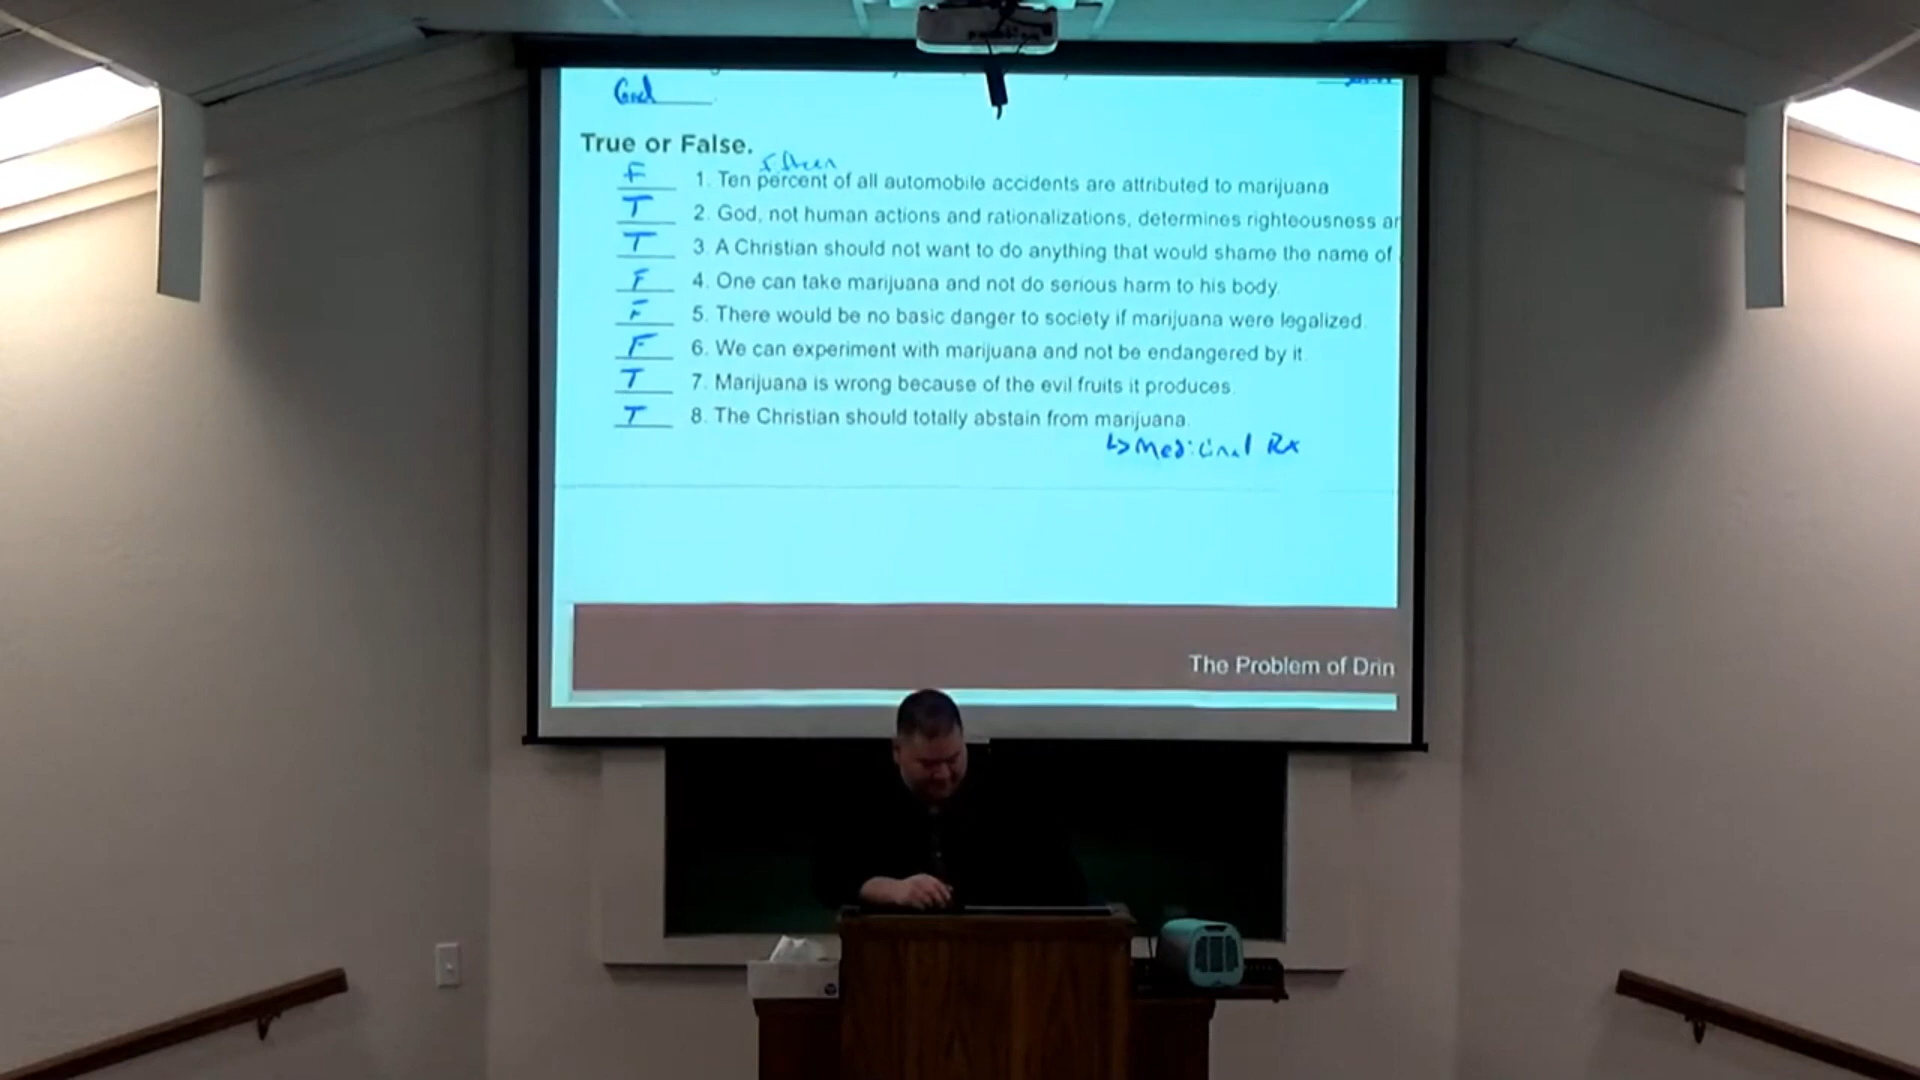 God
True or False.
fifteen
F 1. Ten percent of all automobile accidents are attributed to marijuana
T 2. God, not human actions and rationalizations, determines righteousness ar
T 3. A Christian should not want to do anything that would shame the name of
F 4. One can take marijuana and not do serious harm to his body.
F 5. There would be no basic danger to society if marijuana were legalized.
F 6. We can experiment with marijuana and not be endangered by it.
T 7. Marijuana is wrong because of the evil fruits it produces.
T 8. The Christian should totally abstain from marijuana.
↳ Medicinal Rx
The Problem of Drin